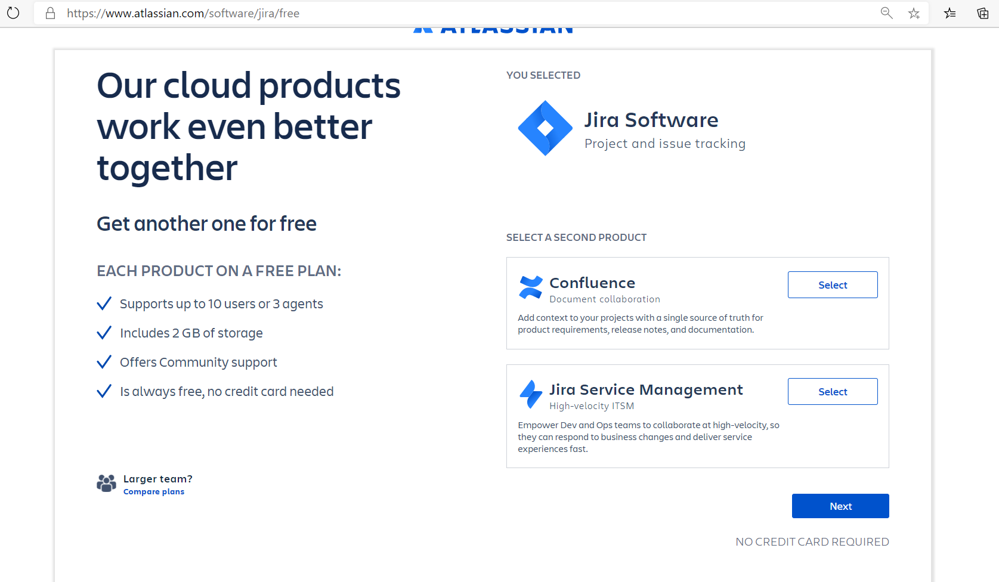 https://www.atlassian.com/software/jira/free
ATLASSIAN
Our cloud products
work even better
together
Get another one for free
EACH PRODUCT ON A FREE PLAN:
Supports up to 10 users or 3 agents
Includes 2 GB of storage
Offers Community support
Is always free, no credit card needed
Larger team?
Compare plans
YOU SELECTED
Jira Software
Project and issue tracking
SELECT A SECOND PRODUCT
Confluence
Document collaboration
Select
Add context to your projects with a single source of truth for
product requirements, release notes, and documentation.
Jira Service Management
High-velocity ITSM
Select
Empower Dev and Ops teams to collaborate at high-velocity, so
they can respond to business changes and deliver service
experiences fast.
Next
NO CREDIT CARD REQUIRED